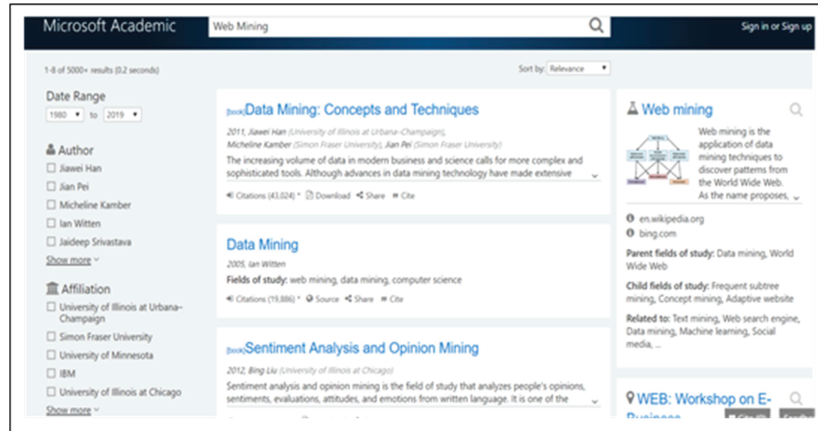 Microsoft Academic
Web Mining
Sign in or Sign up
1-8 of 5000+ results (0.2 seconds)
Sort by: Relevance
Date Range
1980 to 2019
Author
Jiawei Han
Jian Pei
Micheline Kamber
Ian Witten
Jaideep Srivastava
Show more
Affiliation
University of Illinois at Urbana–
Champaign
Simon Fraser University
University of Minnesota
IBM
University of Illinois at Chicago
Show more
[book] Data Mining: Concepts and Techniques
2011, Jiawei Han (University of Illinois at Urbana-Champaign),
Micheline Kamber (Simon Fraser University), Jian Pei (Simon Fraser University)
The increasing volume of data in modern business and science calls for more complex and
sophisticated tools. Although advances in data mining technology have made extensive
Citations (43,024) * Download Share Cite
Data Mining
2005, Ian Witten
Fields of study: web mining, data mining, computer science
Citations (19,886) * Source Share Cite
[book] Sentiment Analysis and Opinion Mining
2012, Bing Liu (University of Illinois at Chicago)
Sentiment analysis and opinion mining is the field of study that analyzes people's opinions,
sentiments, evaluations, attitudes, and emotions from written language. It is one of the
Web mining
Web mining is the
application of data
mining techniques to
discover patterns from
the World Wide Web.
As the name proposes,
en.wikipedia.org
bing.com
Parent fields of study: Data mining, World
Wide Web
Child fields of study: Frequent subtree
mining, Concept mining, Adaptive website
Related to: Text mining, Web search engine,
Data mining, Machine learning, Social
media, ...
WEB: Workshop on E-
Business